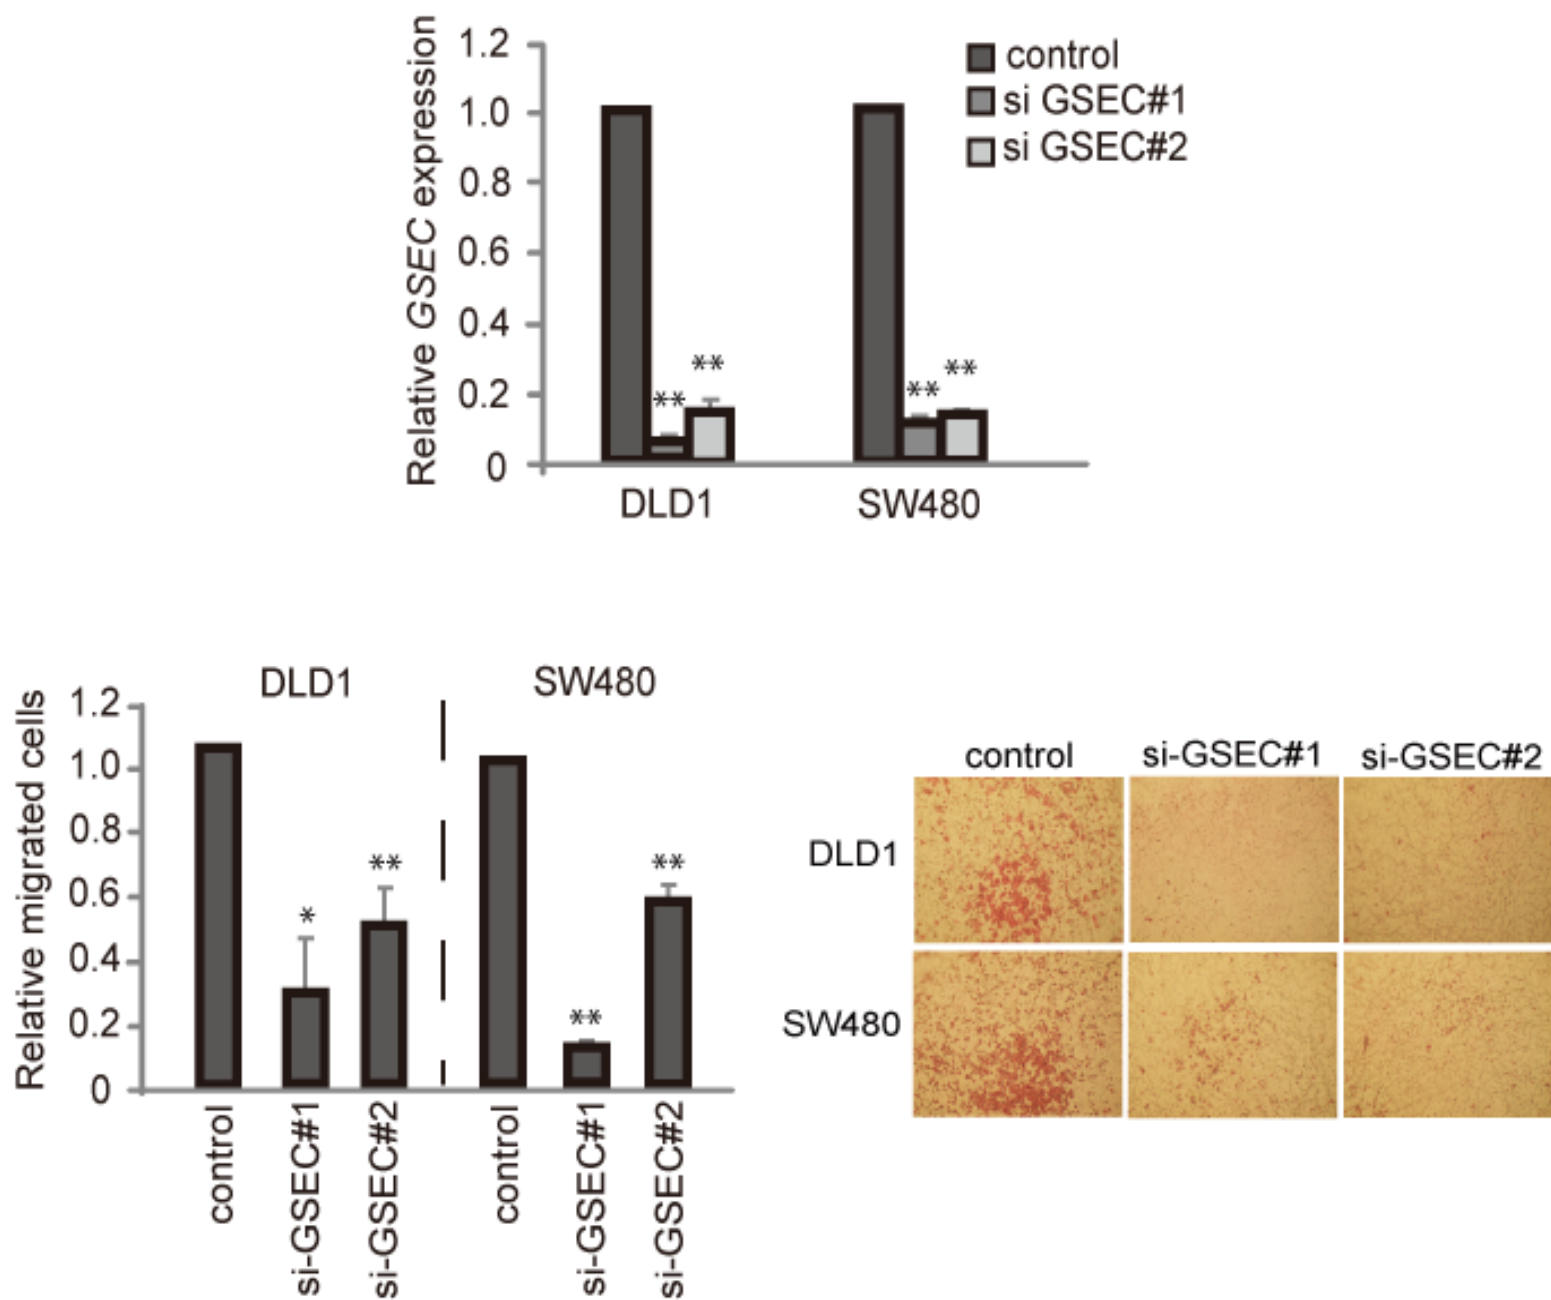 Relative GSEC expression
1.2
1.0
0.8
0.6
0.4
0.2
0
control
si GSEC#1
si GSEC#2
** **
** **
DLD1 SW480
DLD1 SW480
Relative migrated cells
1.2
1.0
0.8
0.6
0.4
0.2
0
* **
** **
control si-GSEC#1 si-GSEC#2 control si-GSEC#1 si-GSEC#2
control si-GSEC#1 si-GSEC#2
DLD1
SW480